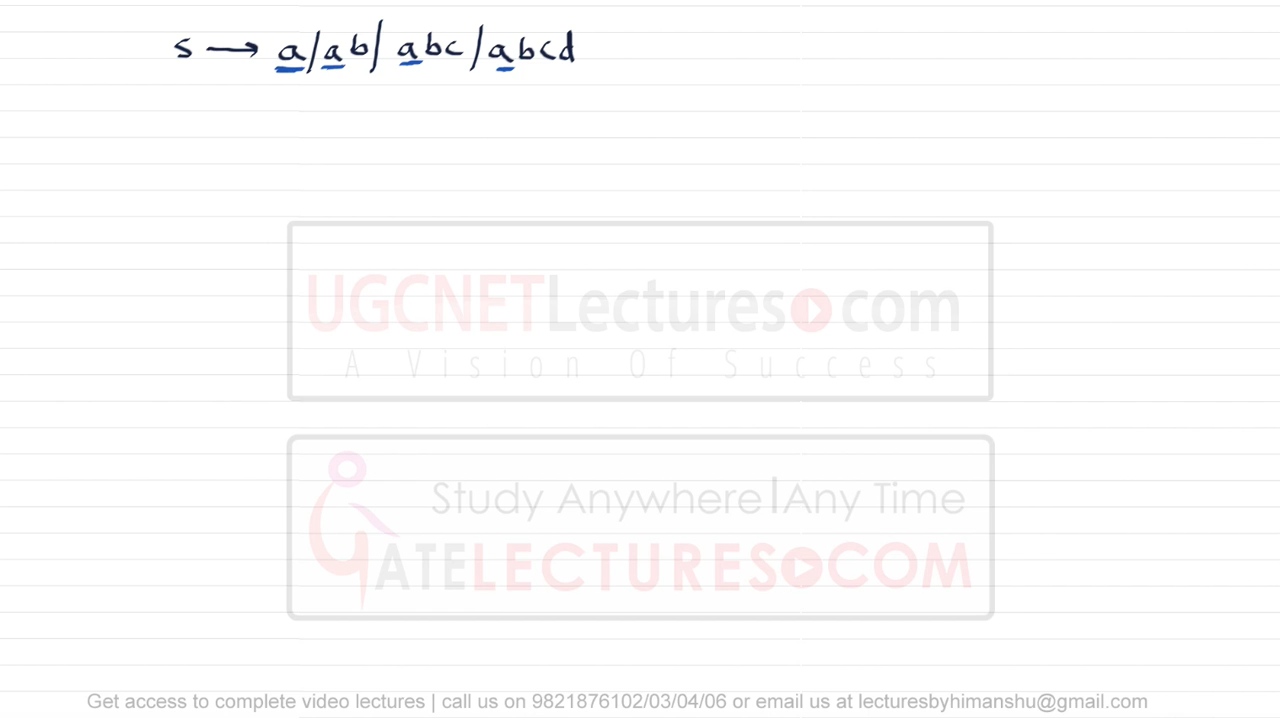 s → a/ab/abc/abcd
UGCNETLectures.com
A Vision Of Success
Study Anywhere|Any Time
GATELECTURES.COM
Get access to complete video lectures | call us on 9821876102/03/04/06 or email us at lecturesbyhimanshu@gmail.com